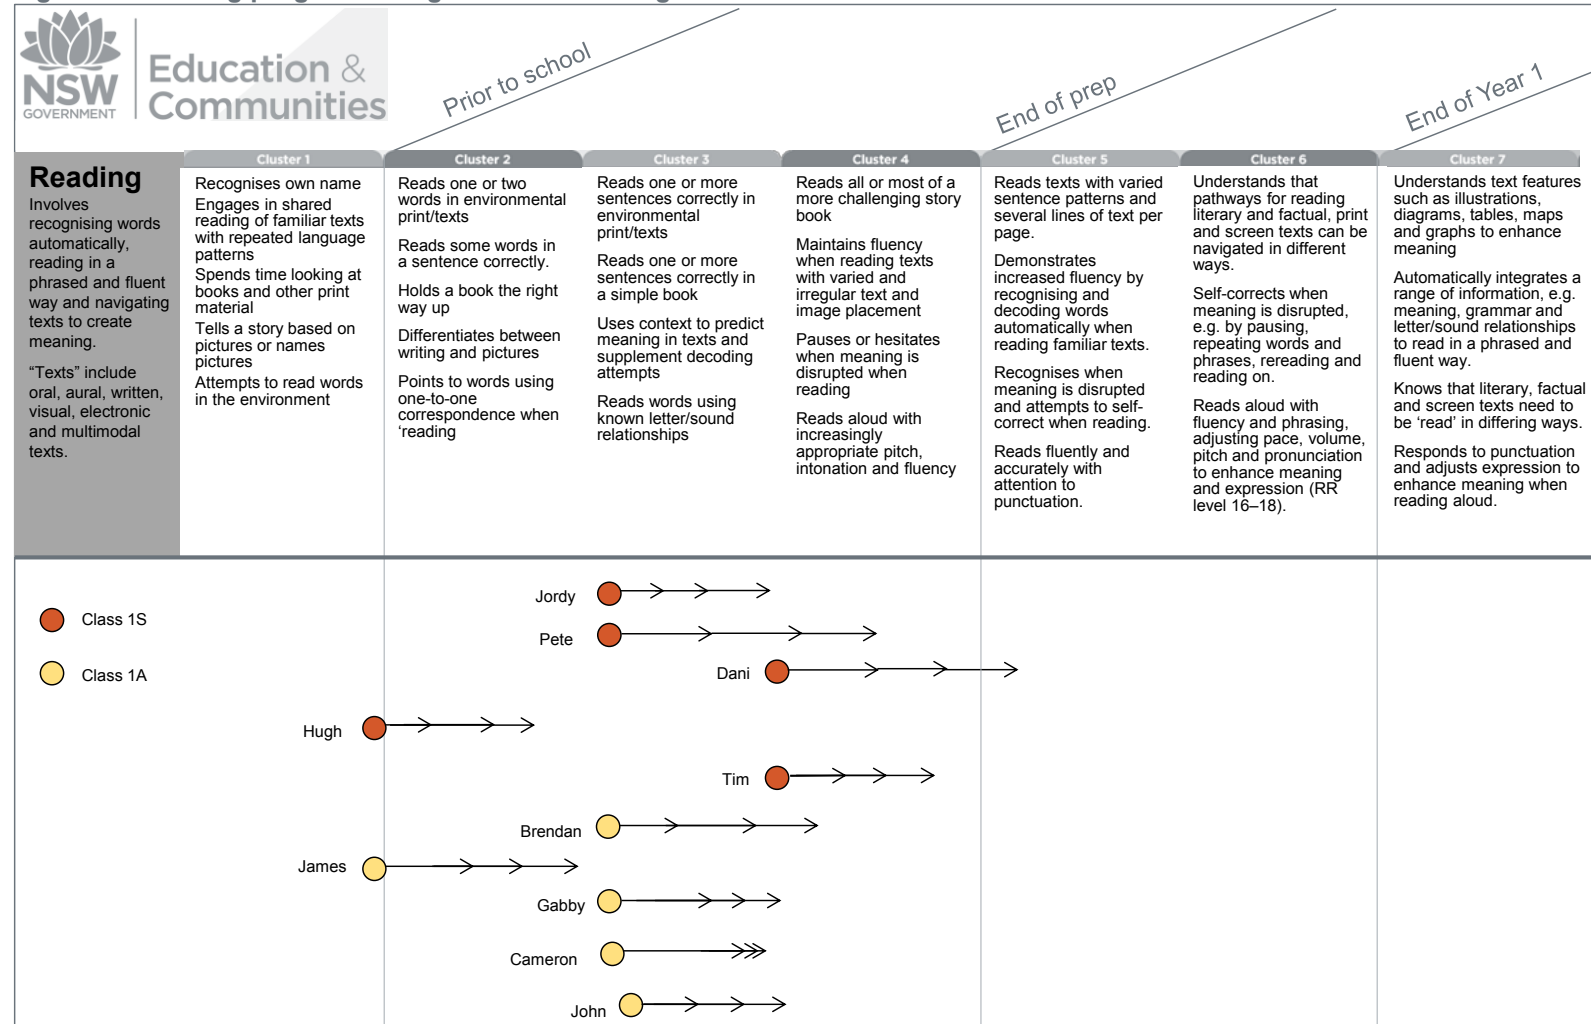 NSW
GOVERNMENT
Education &
Communities
Prior to school
End of prep
End of Year 1
Reading
Involves
recognising words
automatically,
reading in a
phrased and fluent
way and navigating
texts to create
meaning.
“Texts” include
oral, aural, written,
visual, electronic
and multimodal
texts.
Cluster 1
Recognises own name
Engages in shared
reading of familiar texts
with repeated language
patterns
Spends time looking at
books and other print
material
Tells a story based on
pictures or names
pictures
Attempts to read words
in the environment
Cluster 2
Reads one or two
words in environmental
print/texts
Reads some words in
a sentence correctly.
Holds a book the right
way up
Differentiates between
writing and pictures
Points to words using
one-to-one
correspondence when
‘reading
Cluster 3
Reads one or more
sentences correctly in
environmental
print/texts
Reads one or more
sentences correctly in
a simple book
Uses context to predict
meaning in texts and
supplement decoding
attempts
Reads words using
known letter/sound
relationships
Cluster 4
Reads all or most of a
more challenging story
book
Maintains fluency
when reading texts
with varied and
irregular text and
image placement
Pauses or hesitates
when meaning is
disrupted when
reading
Reads aloud with
increasingly
appropriate pitch,
intonation and fluency
Cluster 5
Reads texts with varied
sentence patterns and
several lines of text per
page.
Demonstrates
increased fluency by
recognising and
decoding words
automatically when
reading familiar texts.
Recognises when
meaning is disrupted
and attempts to self-
correct when reading.
Reads fluently and
accurately with
attention to
punctuation.
Cluster 6
Understands that
pathways for reading
literary and factual, print
and screen texts can be
navigated in different
ways.
Self-corrects when
meaning is disrupted,
e.g. by pausing,
repeating words and
phrases, rereading and
reading on.
Reads aloud with
fluency and phrasing,
adjusting pace, volume,
pitch and pronunciation
to enhance meaning
and expression (RR
level 16–18).
Cluster 7
Understands text features
such as illustrations,
diagrams, tables, maps
and graphs to enhance
meaning
Automatically integrates a
range of information, e.g.
meaning, grammar and
letter/sound relationships
to read in a phrased and
fluent way.
Knows that literary, factual
and screen texts need to
be ‘read’ in differing ways.
Responds to punctuation
and adjusts expression to
enhance meaning when
reading aloud.
Class 1S
Class 1A
Jordy
Pete
Dani
Hugh
Tim
Brendan
James
Gabby
Cameron
John